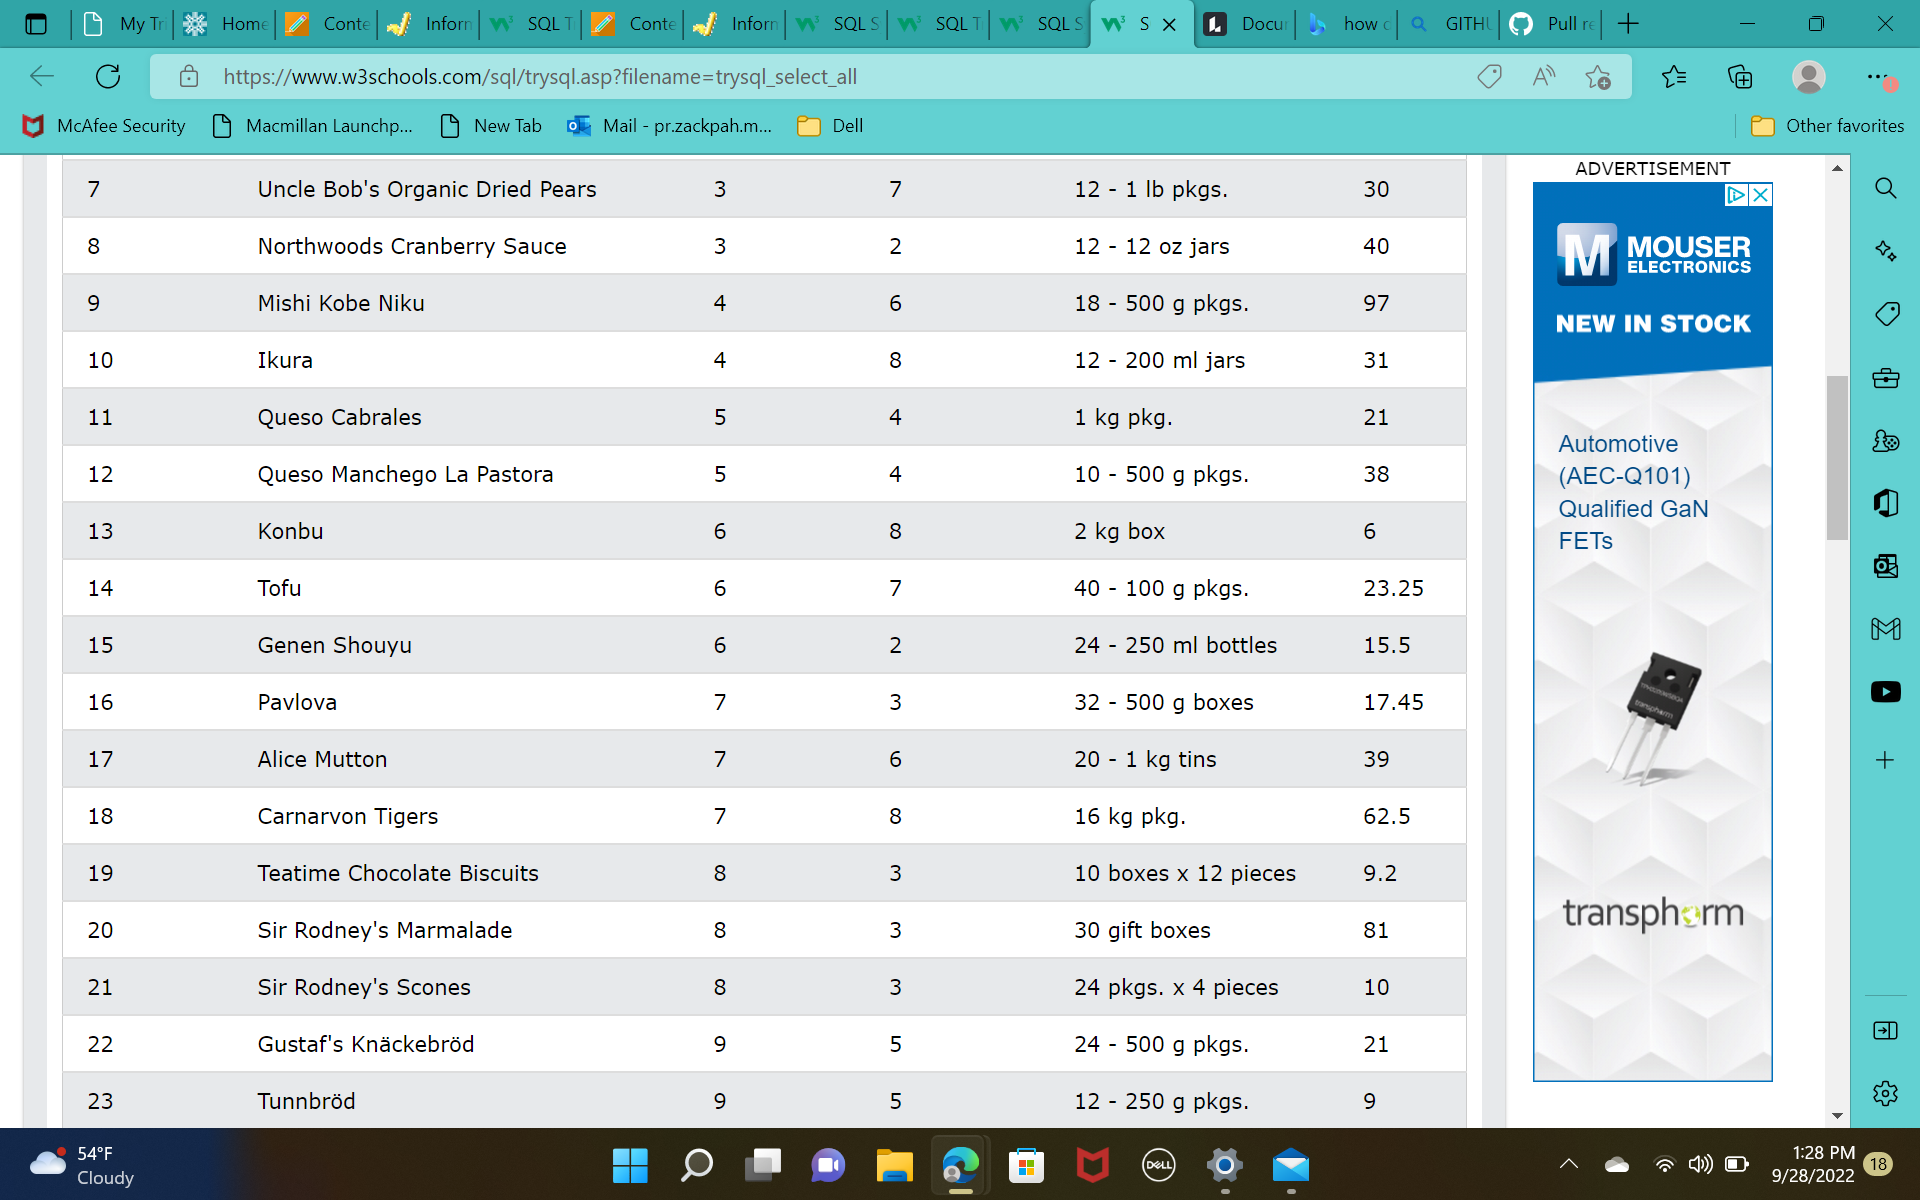 My Tr
Home
Conte
Inform
SQL T
Conte
Inform
SQL S
SQL T
SQL S
S
Docu
how c
GITHU
Pull re
https://www.w3schools.com/sql/trysql.asp?filename=trysql_select_all
McAfee Security
Macmillan Launchp...
New Tab
Mail - pr.zackpah.m...
Dell
Other favorites
7 Uncle Bob's Organic Dried Pears 3 7 12 - 1 lb pkgs. 30
8 Northwoods Cranberry Sauce 3 2 12 - 12 oz jars 40
9 Mishi Kobe Niku 4 6 18 - 500 g pkgs. 97
10 Ikura 4 8 12 - 200 ml jars 31
11 Queso Cabrales 5 4 1 kg pkg. 21
12 Queso Manchego La Pastora 5 4 10 - 500 g pkgs. 38
13 Konbu 6 8 2 kg box 6
14 Tofu 6 7 40 - 100 g pkgs. 23.25
15 Genen Shouyu 6 2 24 - 250 ml bottles 15.5
16 Pavlova 7 3 32 - 500 g boxes 17.45
17 Alice Mutton 7 6 20 - 1 kg tins 39
18 Carnarvon Tigers 7 8 16 kg pkg. 62.5
19 Teatime Chocolate Biscuits 8 3 10 boxes x 12 pieces 9.2
20 Sir Rodney's Marmalade 8 3 30 gift boxes 81
21 Sir Rodney's Scones 8 3 24 pkgs. x 4 pieces 10
22 Gustaf's Knäckebröd 9 5 24 - 500 g pkgs. 21
23 Tunnbröd 9 5 12 - 250 g pkgs. 9
ADVERTISEMENT
M MOUSER
ELECTRONICS
NEW IN STOCK
Automotive
(AEC-Q101)
Qualified GaN
FETs
transphorm
transphorm
54°F
Cloudy
DELL
1:28 PM
9/28/2022
18